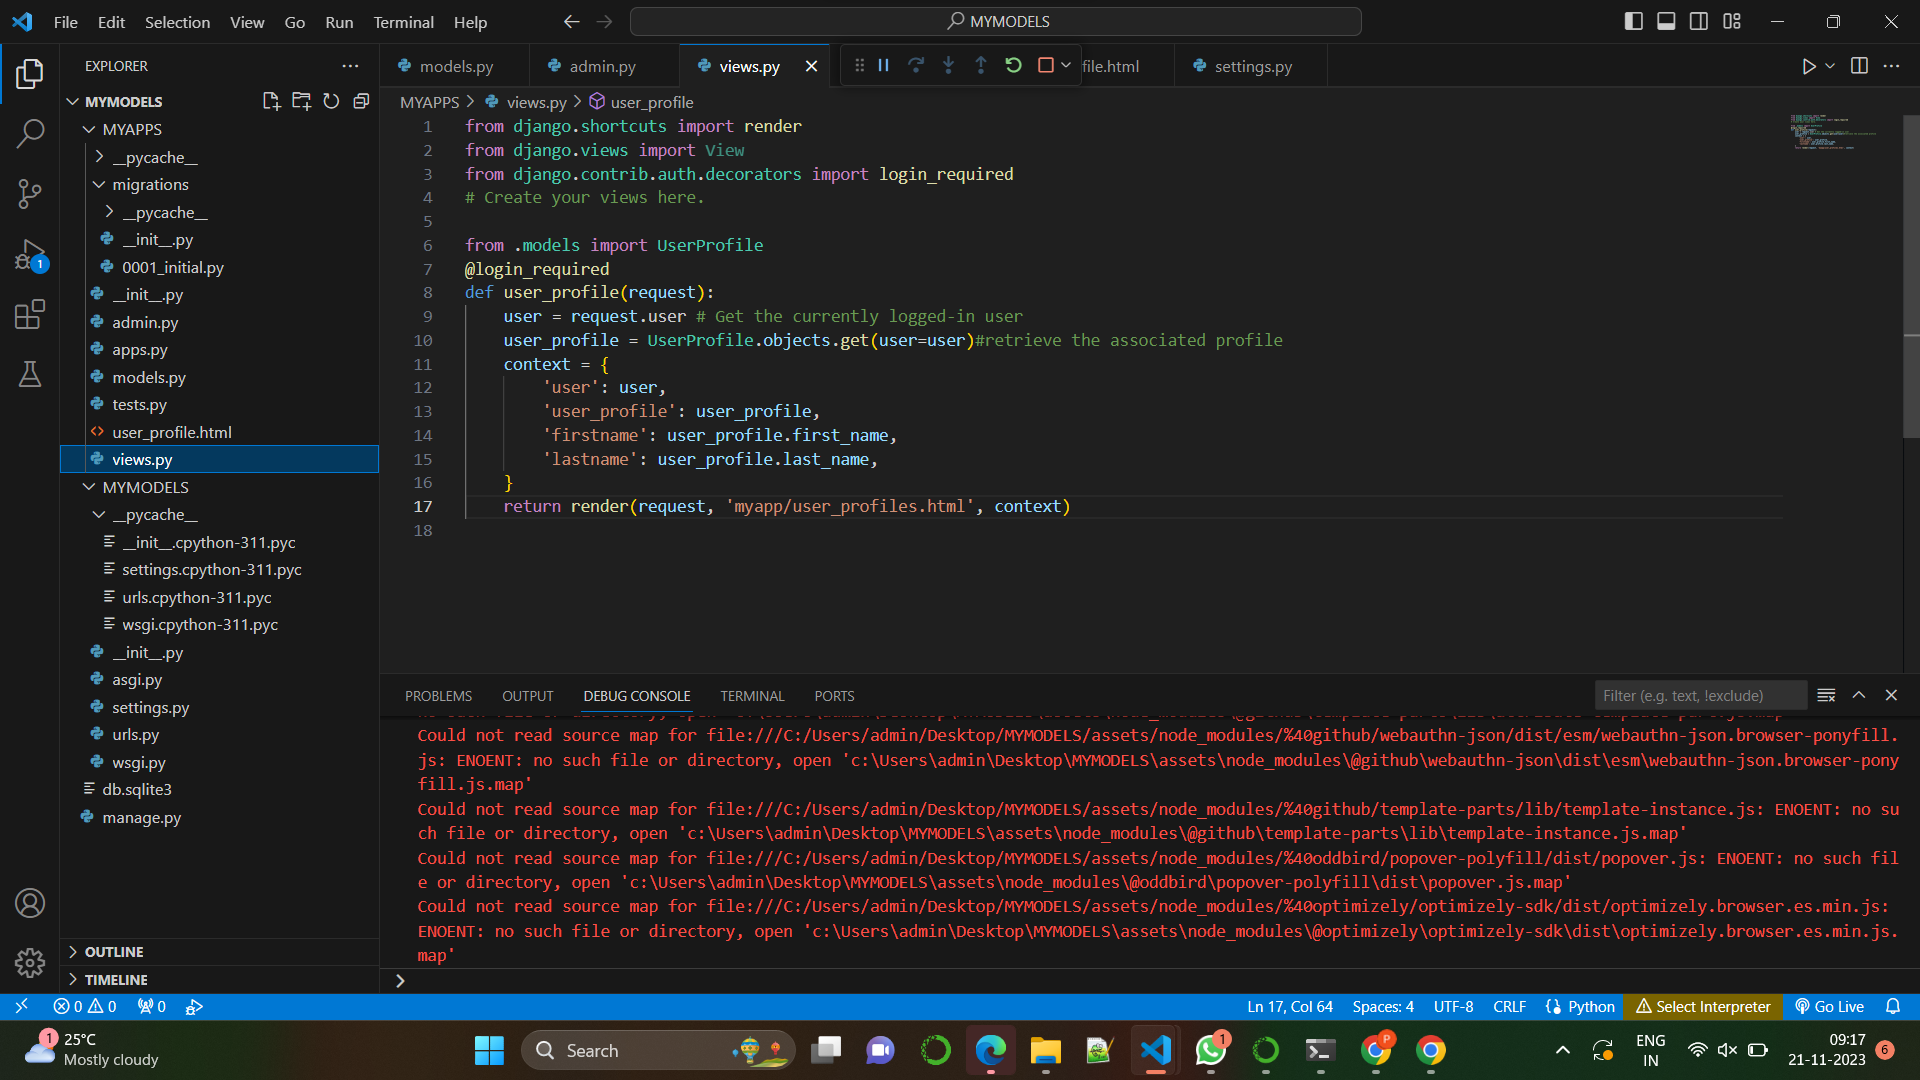 File Edit Selection View Go Run Terminal Help
MYMODELS
EXPLORER
models.py
admin.py
views.py
file.html
settings.py
MYMODELS
MYAPPS
__pycache__
migrations
__pycache__
__init__.py
0001_initial.py
__init__.py
admin.py
apps.py
models.py
tests.py
user_profile.html
views.py
MYMODELS
__pycache__
__init__.cpython-311.pyc
settings.cpython-311.pyc
urls.cpython-311.pyc
wsgi.cpython-311.pyc
__init__.py
asgi.py
settings.py
urls.py
wsgi.py
db.sqlite3
manage.py
OUTLINE
TIMELINE
1
MYAPPS > views.py > user_profile
1 from django.shortcuts import render
2 from django.views import View
3 from django.contrib.auth.decorators import login_required
4 # Create your views here.
5
6 from .models import UserProfile
7 @login_required
8 def user_profile(request):
9 user = request.user # Get the currently logged-in user
10 user_profile = UserProfile.objects.get(user=user)#retrieve the associated profile
11 context = {
12 'user': user,
13 'user_profile': user_profile,
14 'firstname': user_profile.first_name,
15 'lastname': user_profile.last_name,
16 }
17 return render(request, 'myapp/user_profiles.html', context)
18
PROBLEMS OUTPUT DEBUG CONSOLE TERMINAL PORTS
Filter (e.g. text, !exclude)
Could not read source map for file:///C:/Users/admin/Desktop/MYMODELS/assets/node_modules/%40github/webauthn-json/dist/esm/webauthn-json.browser-ponyfill.
js: ENOENT: no such file or directory, open 'c:\Users\admin\Desktop\MYMODELS\assets\node_modules\@github\webauthn-json\dist\esm\webauthn-json.browser-pony
fill.js.map'
Could not read source map for file:///C:/Users/admin/Desktop/MYMODELS/assets/node_modules/%40github/template-parts/lib/template-instance.js: ENOENT: no su
ch file or directory, open 'c:\Users\admin\Desktop\MYMODELS\assets\node_modules\@github\template-parts\lib\template-instance.js.map'
Could not read source map for file:///C:/Users/admin/Desktop/MYMODELS/assets/node_modules/%40oddbird/popover-polyfill/dist/popover.js: ENOENT: no such fil
e or directory, open 'c:\Users\admin\Desktop\MYMODELS\assets\node_modules\@oddbird\popover-polyfill\dist\popover.js.map'
Could not read source map for file:///C:/Users/admin/Desktop/MYMODELS/assets/node_modules/%40optimizely/optimizely-sdk/dist/optimizely.browser.es.min.js:
ENOENT: no such file or directory, open 'c:\Users\admin\Desktop\MYMODELS\assets\node_modules\@optimizely\optimizely-sdk\dist\optimizely.browser.es.min.js.
map'
0 0 0
Ln 17, Col 64 Spaces: 4 UTF-8 CRLF Python Select Interpreter Go Live
1
25°C
Mostly cloudy
Search
1
P
ENG
IN
09:17
21-11-2023
6